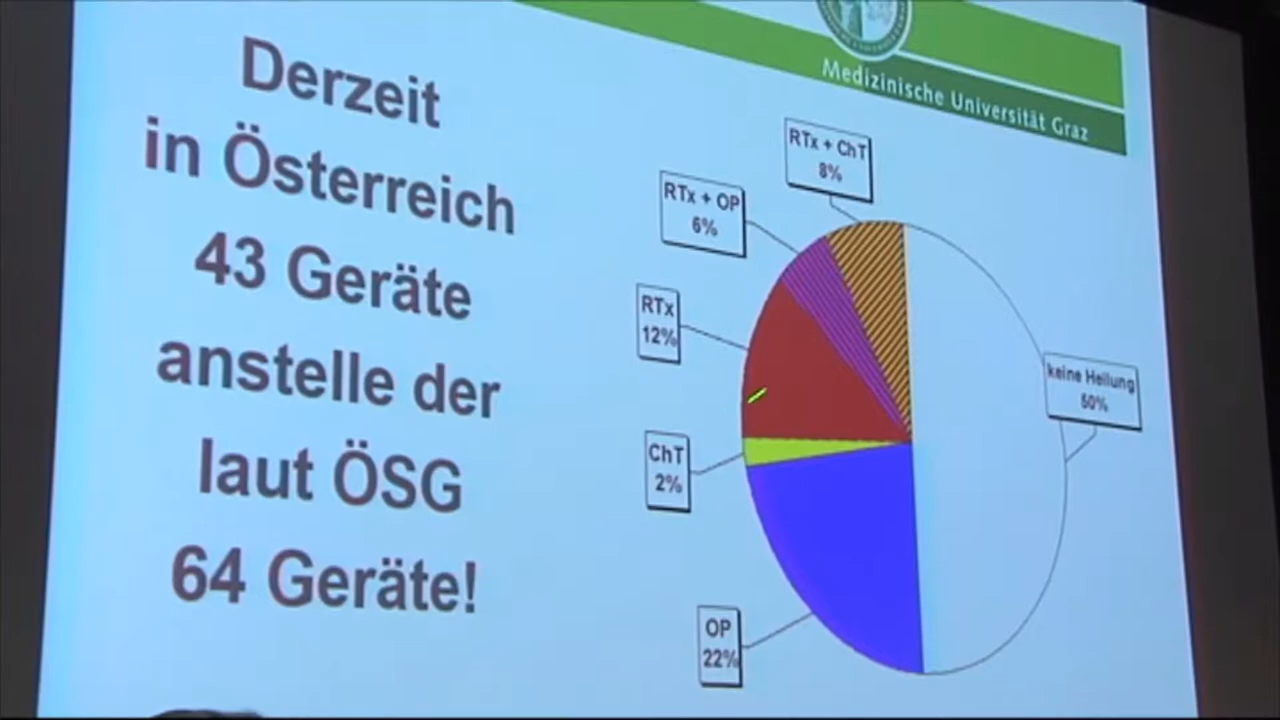 Derzeit
in Österreich
43 Geräte
anstelle der
laut ÖSG
64 Geräte!
Medizinische Universität Graz
RTx + ChT
8%
RTx + OP
6%
RTx
12%
keine Heilung
50%
ChT
2%
OP
22%